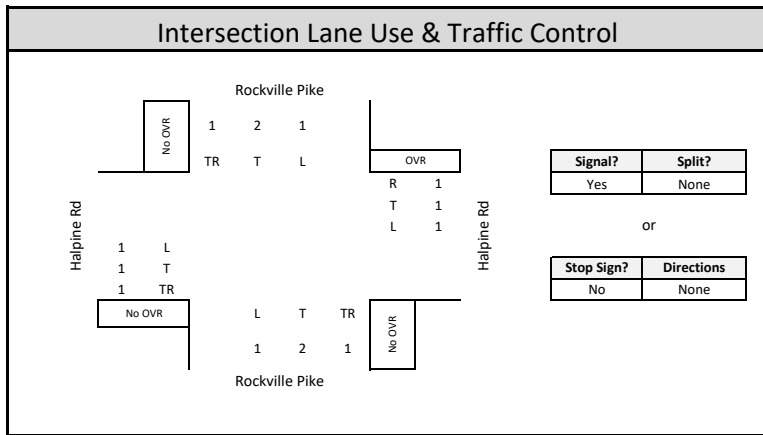 Intersection Lane Use & Traffic Control
Rockville Pike
No OVR
1 2 1
TR T L
OVR
R 1
T 1
L 1
Halpine Rd
Halpine Rd
1 L
1 T
1 TR
No OVR
L T TR
1 2 1
No OVR
Rockville Pike
Signal? Split?
Yes None
or
Stop Sign? Directions
No None